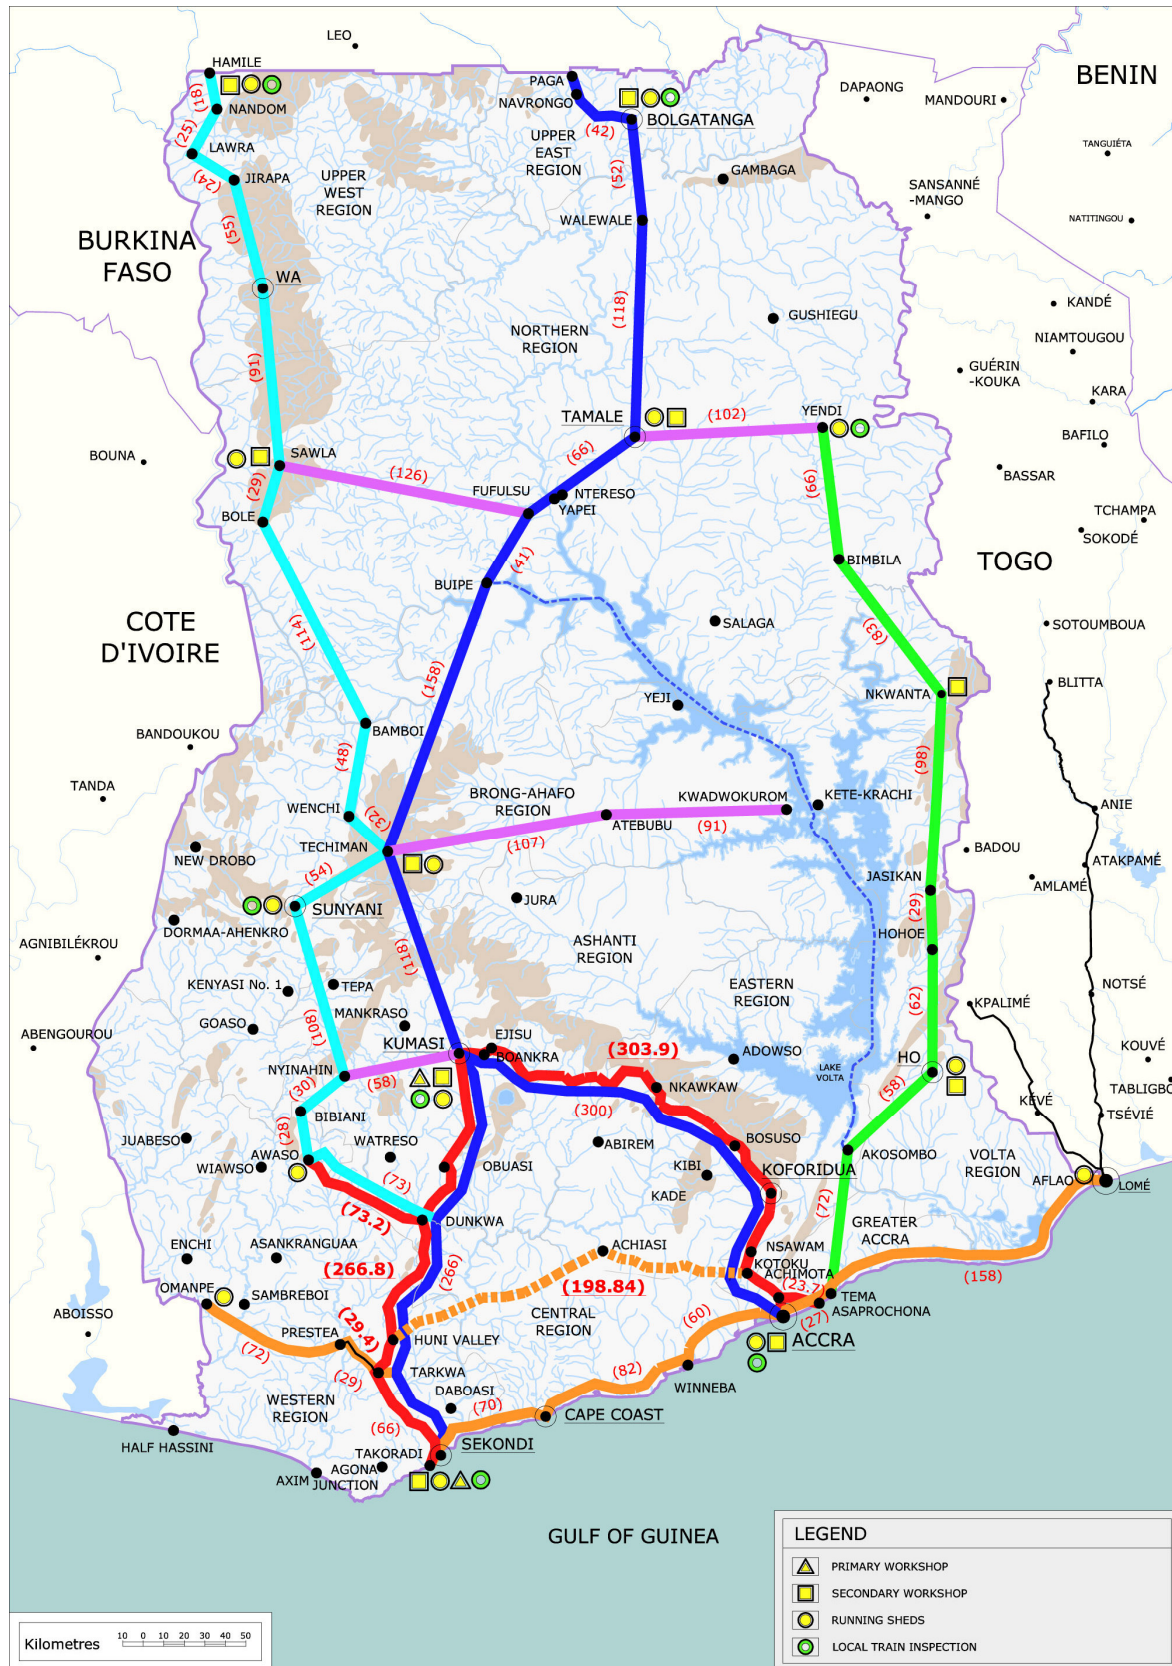 LEO
HAMILE
(18)
NANDOM
(25)
LAWRA
(24)
JIRAPA
UPPER
WEST
REGION
(55)
WA
(91)
PAGA
NAVRONGO
(42)
BOLGATANGA
UPPER
EAST
REGION
(52)
GAMBAGA
WALEWALE
(118)
GUSHIEGU
NORTHERN
REGION
BENIN
DAPAONG
MANDOURI
TANGUIÉTA
SANSANNÉ
-MANGO
NATITINGOU
KANDÉ
NIAMTOUGOU
GUÉRIN
-KOUKA
KARA
BAFILO
BASSAR
TCHAMPA
SOKODÉ
TOGO
SOTOUMBOUA
BLITTA
BURKINA
FASO
BOUNA
SAWLA
(29)
BOLE
(126)
TAMALE
(102)
YENDI
(66)
FUFULSU
NTERESO
YAPEI
(41)
BUIPE
(66)
BIMBILA
(83)
SALAGA
NKWANTA
YEJI
COTE
D'IVOIRE
(114)
(158)
BAMBOI
BANDOUKOU
(48)
TANDA
WENCHI
(32)
BRONG-AHAFO
REGION
KWADWOKUROM
KETE-KRACHI
(98)
ATEBUBU
(91)
(107)
TECHIMAN
NEW DROBO
(54)
SUNYANI
DORMAA-AHENKRO
JURA
JASIKAN
(29)
HOHOE
BADOU
ANIE
ATAKPAMÉ
AMLAMÉ
AGNIBILÉKROU
ABENGOUROU
(118)
ASHANTI
REGION
EASTERN
REGION
(62)
KPALIMÉ
NOTSÉ
KENYASI No. 1
TEPA
GOASO
MANKRASO
(108)
KUMASI
EJISU
BOANKRA
(303.9)
ADOWSO
LAKE
VOLTA
HO
KOUVÉ
TABLIGBO
NYINAHIN
(58)
NKAWKAW
(300)
(58)
KÉVÉ
TSÉVIÉ
(30)
BIBIANI
(28)
JUABESO
WATRESO
AWASO
WIAWSO
OBUASI
ABIREM
BOSUSO
KIBI
KOFORIDUA
KADE
AKOSOMBO
VOLTA
REGION
AFLAO
LOMÉ
(73)
(73.2)
DUNKWA
(72)
GREATER
ACCRA
ENCHI
ASANKRANGUAA
(266.8)
(266)
ACHIASI
NSAWAM
KOTOKU
ACHIMOTA
(198.84)
(158)
OMANPE
SAMBREBOI
(23.7)
TEMA
ASAPROCHONA
(27)
ABOISSO
PRESTEA
(29.4)
HUNI VALLEY
CENTRAL
REGION
(60)
ACCRA
(72)
(29)
TARKWA
(82)
WINNEBA
DABOASI
WESTERN
REGION
(70)
CAPE COAST
(66)
SEKONDI
HALF HASSINI
TAKORADI
AGONA
JUNCTION
AXIM
GULF OF GUINEA
LEGEND
PRIMARY WORKSHOP
SECONDARY WORKSHOP
RUNNING SHEDS
LOCAL TRAIN INSPECTION
Kilometres 10 0 10 20 30 40 50